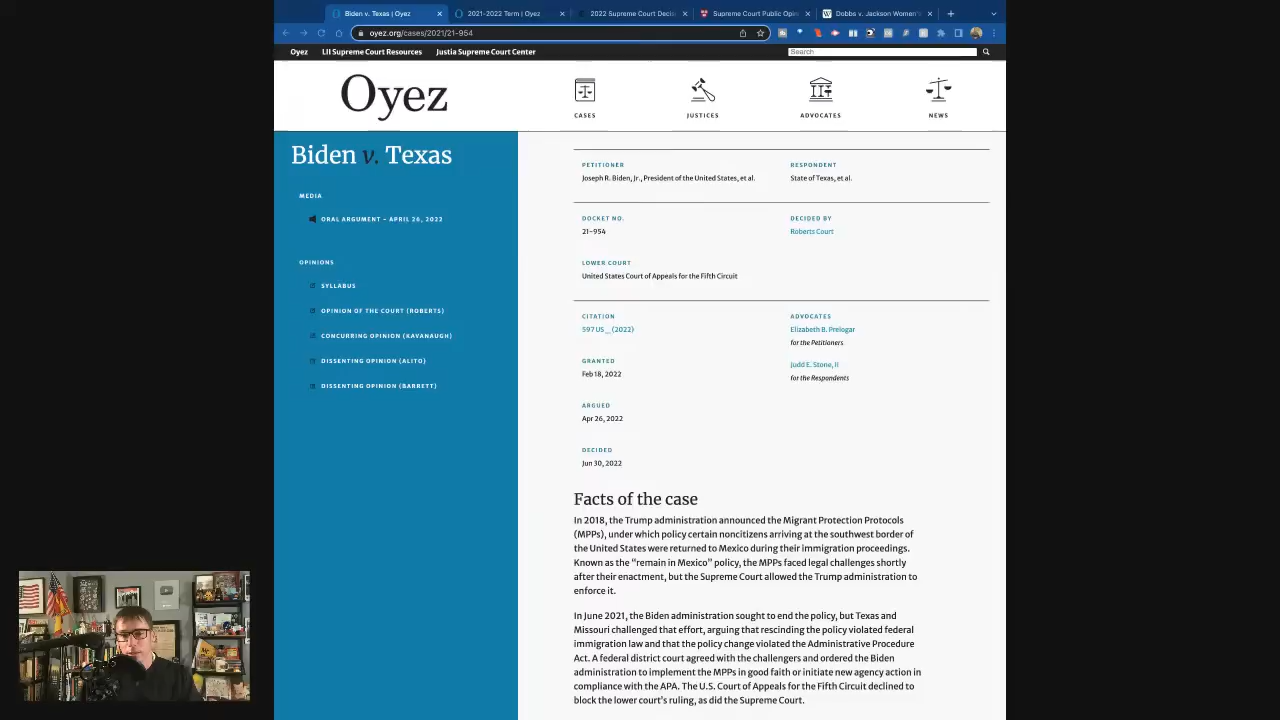 Biden v. Texas | Oyez
2021-2022 Term | Oyez
2022 Supreme Court Deci
Supreme Court Public Opin
Dobbs v. Jackson Women'
oyez.org/cases/2021/21-954
Oyez LII Supreme Court Resources Justia Supreme Court Center
Search
Oyez
CASES
JUSTICES
ADVOCATES
NEWS
Biden v. Texas
MEDIA
ORAL ARGUMENT - APRIL 26, 2022
OPINIONS
SYLLABUS
OPINION OF THE COURT (ROBERTS)
CONCURRING OPINION (KAVANAUGH)
DISSENTING OPINION (ALITO)
DISSENTING OPINION (BARRETT)
PETITIONER
Joseph R. Biden, Jr., President of the United States, et al.
RESPONDENT
State of Texas, et al.
DOCKET NO.
21-954
DECIDED BY
Roberts Court
LOWER COURT
United States Court of Appeals for the Fifth Circuit
CITATION
597 US _ (2022)
ADVOCATES
Elizabeth B. Prelogar
for the Petitioners
Judd E. Stone, II
for the Respondents
GRANTED
Feb 18, 2022
ARGUED
Apr 26, 2022
DECIDED
Jun 30, 2022
Facts of the case
In 2018, the Trump administration announced the Migrant Protection Protocols
(MPPs), under which policy certain noncitizens arriving at the southwest border of
the United States were returned to Mexico during their immigration proceedings.
Known as the “remain in Mexico” policy, the MPPs faced legal challenges shortly
after their enactment, but the Supreme Court allowed the Trump administration to
enforce it.
In June 2021, the Biden administration sought to end the policy, but Texas and
Missouri challenged that effort, arguing that rescinding the policy violated federal
immigration law and that the policy change violated the Administrative Procedure
Act. A federal district court agreed with the challengers and ordered the Biden
administration to implement the MPPs in good faith or initiate new agency action in
compliance with the APA. The U.S. Court of Appeals for the Fifth Circuit declined to
block the lower court's ruling, as did the Supreme Court.